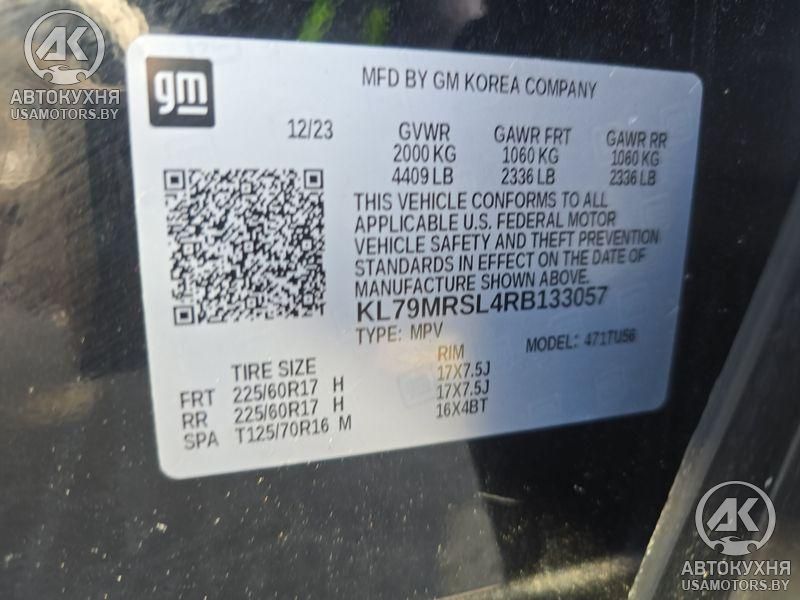 AK
АВТОКУХНЯ
USAMOTORS.BY
gm
MFD BY GM KOREA COMPANY
12/23 GVWR GAWR FRT GAWR RR
2000 KG 1060 KG 1060 KG
4409 LB 2336 LB 2336 LB
THIS VEHICLE CONFORMS TO ALL
APPLICABLE U.S. FEDERAL MOTOR
VEHICLE SAFETY AND THEFT PREVENTION
STANDARDS IN EFFECT ON THE DATE OF
MANUFACTURE SHOWN ABOVE.
KL79MRSL4RB133057
TYPE: MPV MODEL: 471TU56
TIRE SIZE RIM
FRT 225/60R17 H 17X7.5J
RR 225/60R17 H 17X7.5J
SPA T125/70R16 M 16X4BT
AK
АВТОКУХНЯ
USAMOTORS.BY